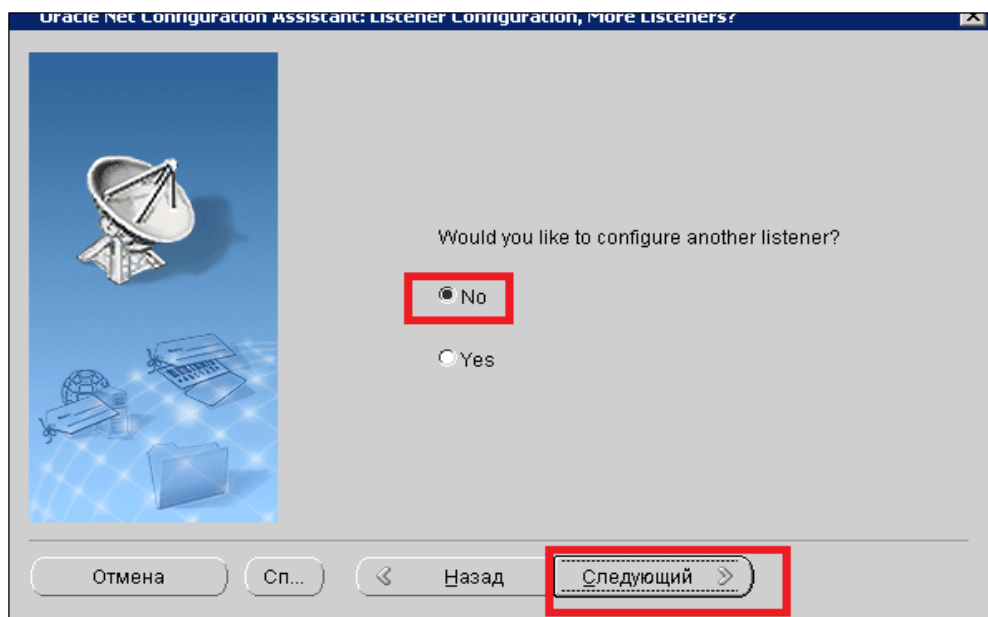 Oracle Net Configuration Assistant: Listener Configuration, More Listeners?
Would you like to configure another listener?
No
Yes
Отмена
Сп...
Назад
Следующий